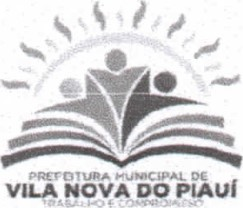 PREFEITURA MUNICIPAL DE
VILA NOVA DO PIAUÍ
TRABALHO E COMPROMISSO